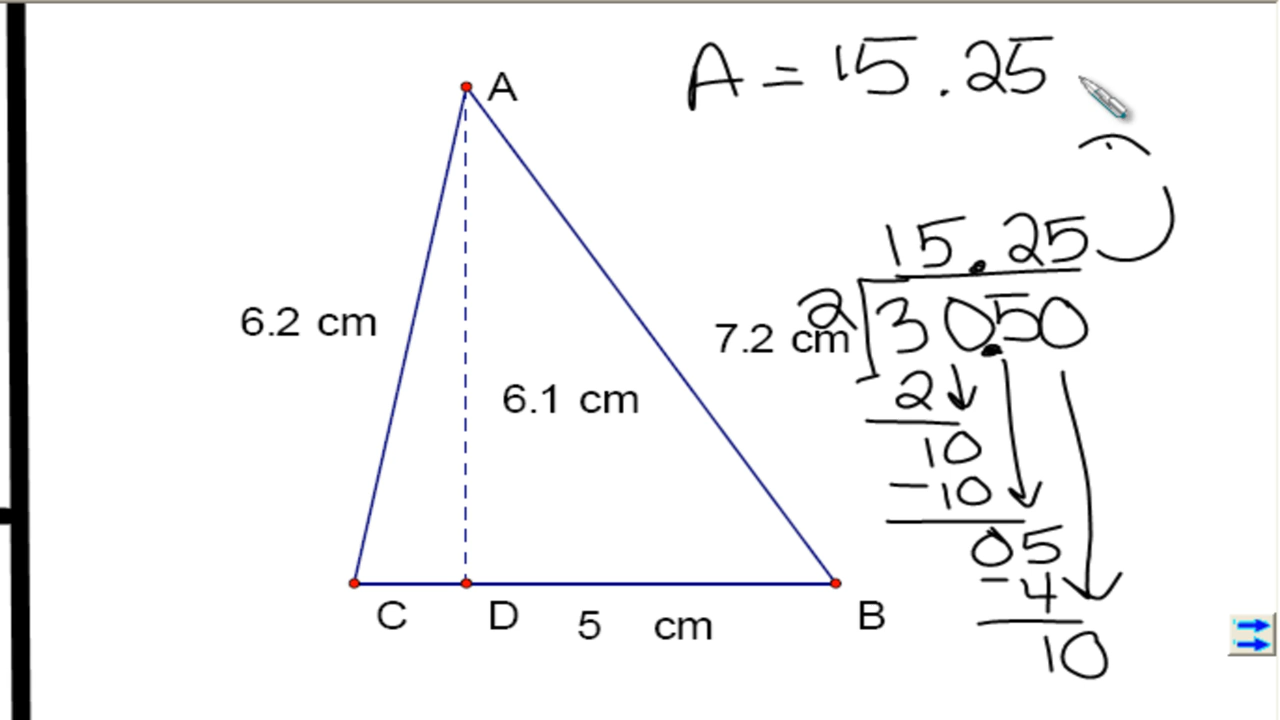 A
A = 15.25
15.25
2 30.50
6.2 cm
7.2 cm
6.1 cm
2
10
-10
05
-4
10
C D B
5 cm